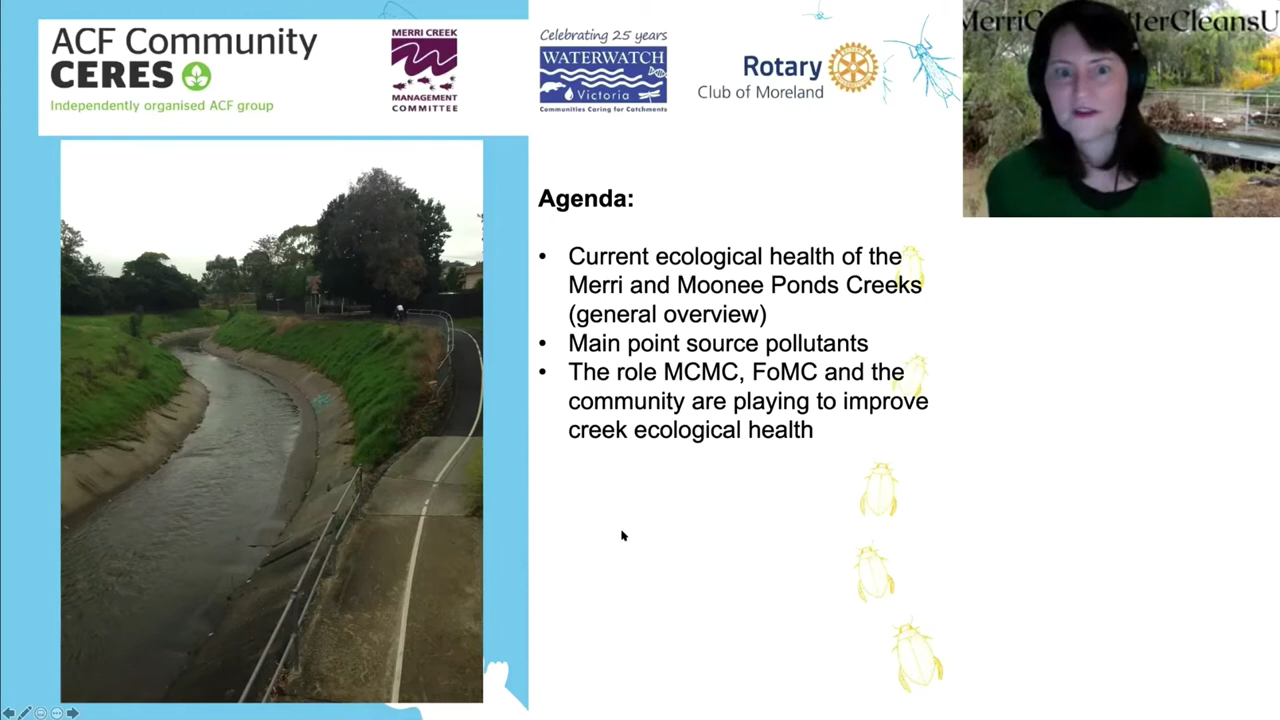 ACF Community
CERES
Independently organised ACF group
MERRI CREEK
MANAGEMENT
COMMITTEE
Celebrating 25 years
WATERWATCH
Victoria
Communities Caring for Catchments
Rotary
Club of Moreland
Agenda:
• Current ecological health of the
Merri and Moonee Ponds Creeks
(general overview)
• Main point source pollutants
• The role MCMC, FoMC and the
community are playing to improve
creek ecological health